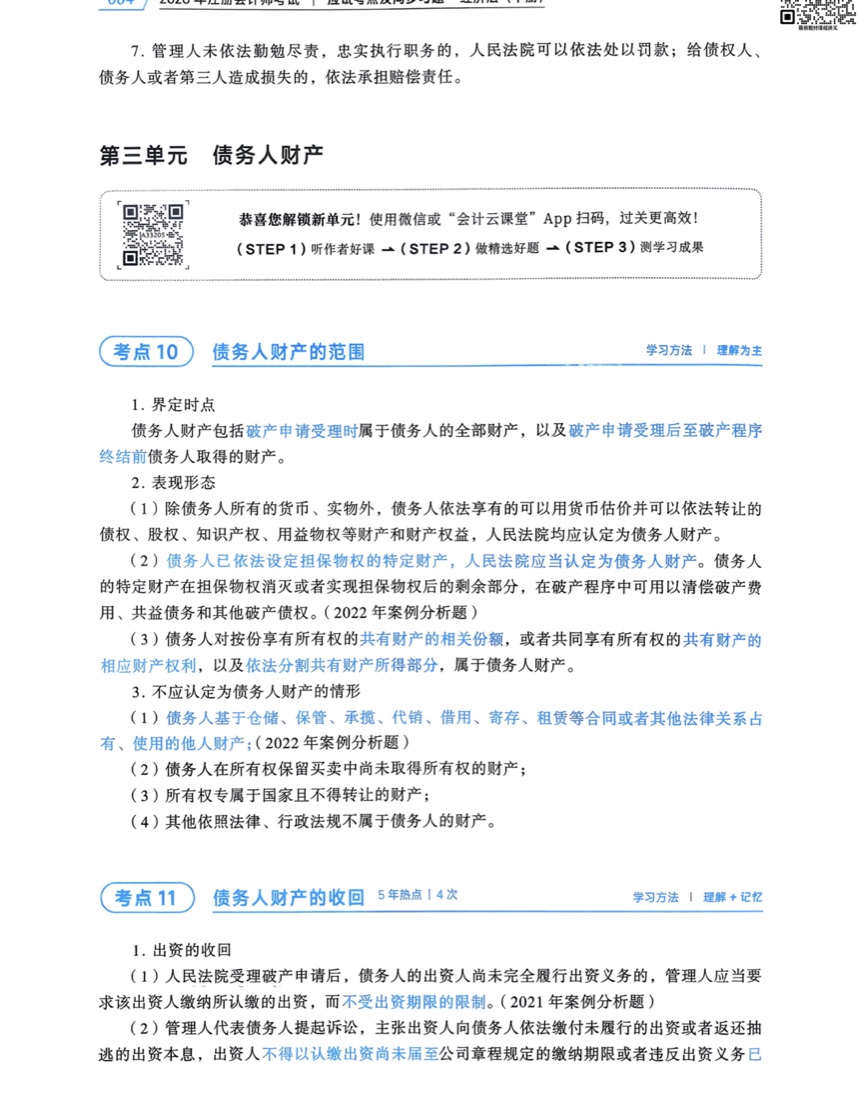 7. 管理人未依法勤勉尽责，忠实执行职务的，人民法院可以依法处以罚款；给债权人、
债务人或者第三人造成损失的，依法承担赔偿责任。
第三单元 债务人财产
恭喜您解锁新单元！使用微信或“会计云课堂”App 扫码，过关更高效！
（STEP 1）听作者好课 ⇀（STEP 2）做精选好题 ⇀（STEP 3）测学习成果
考点 10 债务人财产的范围 学习方法 | 理解为主
1. 界定时点
债务人财产包括破产申请受理时属于债务人的全部财产，以及破产申请受理后至破产程序
终结前债务人取得的财产。
2. 表现形态
（1）除债务人所有的货币、实物外，债务人依法享有的可以用货币估价并可以依法转让的
债权、股权、知识产权、用益物权等财产和财产权益，人民法院均应认定为债务人财产。
（2）债务人已依法设定担保物权的特定财产，人民法院应当认定为债务人财产。债务人
的特定财产在担保物权消灭或者实现担保物权后的剩余部分，在破产程序中可用以清偿破产费
用、共益债务和其他破产债权。（2022 年案例分析题）
（3）债务人对按份享有所有权的共有财产的相关份额，或者共同享有所有权的共有财产的
相应财产权利，以及依法分割共有财产所得部分，属于债务人财产。
3. 不应认定为债务人财产的情形
（1）债务人基于仓储、保管、承揽、代销、借用、寄存、租赁等合同或者其他法律关系占
有、使用的他人财产；（2022 年案例分析题）
（2）债务人在所有权保留买卖中尚未取得所有权的财产；
（3）所有权专属于国家且不得转让的财产；
（4）其他依照法律、行政法规不属于债务人的财产。
考点 11 债务人财产的收回 5 年热点 | 4 次 学习方法 | 理解 + 记忆
1. 出资的收回
（1）人民法院受理破产申请后，债务人的出资人尚未完全履行出资义务的，管理人应当要
求该出资人缴纳所认缴的出资，而不受出资期限的限制。（2021 年案例分析题）
（2）管理人代表债务人提起诉讼，主张出资人向债务人依法缴付未履行的出资或者返还抽
逃的出资本息，出资人不得以认缴出资尚未届至公司章程规定的缴纳期限或者违反出资义务已